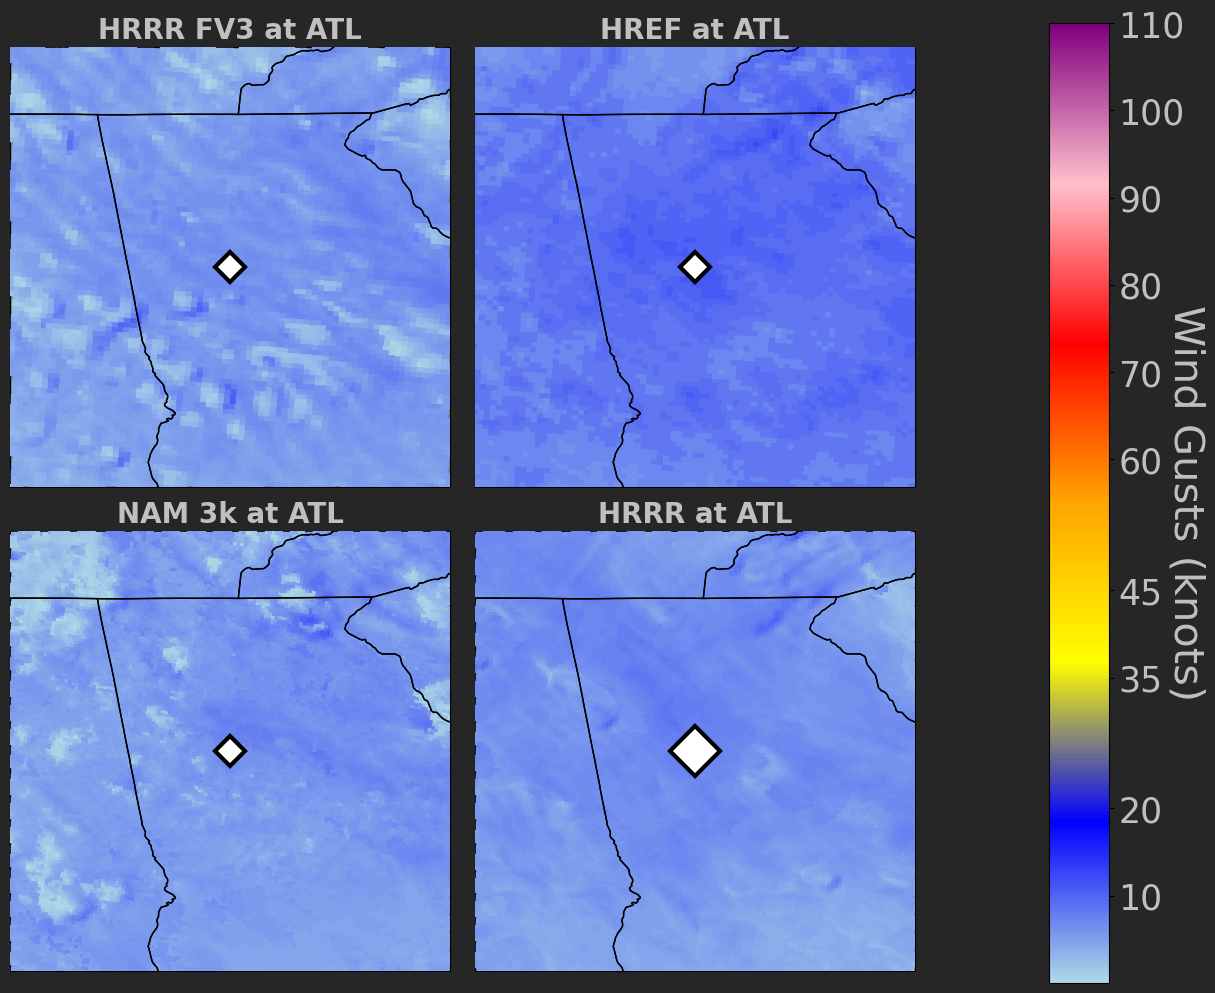 HRRR FV3 at ATL
HREF at ATL
NAM 3k at ATL
HRRR at ATL
110
100
90
80
70
60
45
35
20
10
Wind Gusts (knots)